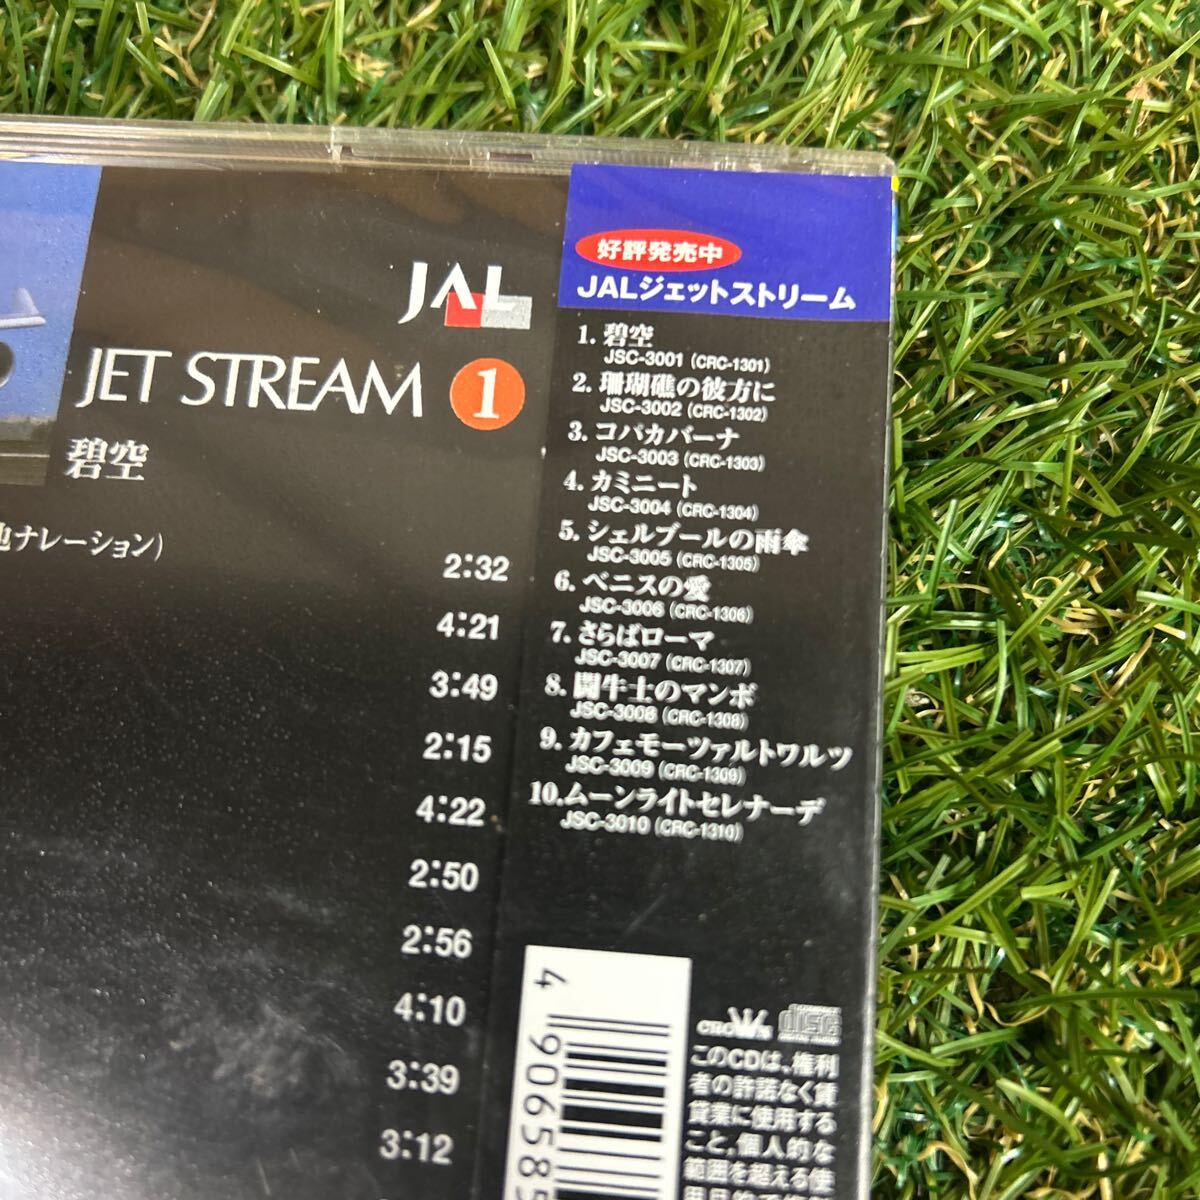 JAL
JET STREAM 1
碧空
ナレーション)
2:32
4:21
3:49
2:15
4:22
2:50
2:56
4:10
3:39
3:12
好評発売中
JALジェットストリーム
1. 碧空
JSC-3001 (CRC-1301)
2. 珊瑚礁の彼方に
JSC-3002 (CRC-1302)
3. コパカバーナ
JSC-3003 (CRC-1303)
4. カミニート
JSC-3004 (CRC-1304)
5. シェルブールの雨傘
JSC-3005 (CRC-1305)
6. ベニスの愛
JSC-3006 (CRC-1306)
7. さらばローマ
JSC-3007 (CRC-1307)
8. 闘牛士のマンボ
JSC-3008 (CRC-1308)
9. カフェモーツァルトワルツ
JSC-3009 (CRC-1309)
10. ムーンライトセレナーデ
JSC-3010 (CRC-1310)
4 90658
CROWN
COMPACT disc DIGITAL AUDIO
このCDは、権利
者の許諾なく賃
貸業に使用する
こと、個人的な
範囲を超える使